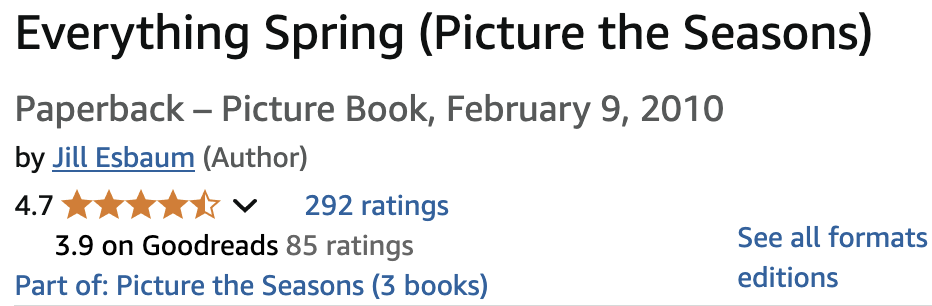 Everything Spring (Picture the Seasons)
Paperback – Picture Book, February 9, 2010
by Jill Esbaum (Author)
4.7 292 ratings
3.9 on Goodreads 85 ratings
See all formats
editions
Part of: Picture the Seasons (3 books)